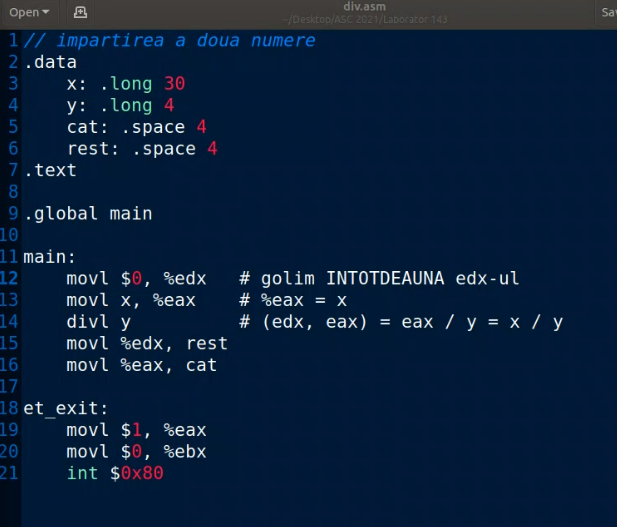 Open
div.asm
Sa
~/Desktop/ASC 2021/Laborator 143
1 // impartirea a doua numere
2 .data
3     x: .long 30
4     y: .long 4
5     cat: .space 4
6     rest: .space 4
7 .text
8
9 .global main
10
11 main:
12     movl $0, %edx   # golim INTOTDEAUNA edx-ul
13     movl x, %eax    # %eax = x
14     divl y          # (edx, eax) = eax / y = x / y
15     movl %edx, rest
16     movl %eax, cat
17
18 et_exit:
19     movl $1, %eax
20     movl $0, %ebx
21     int $0x80